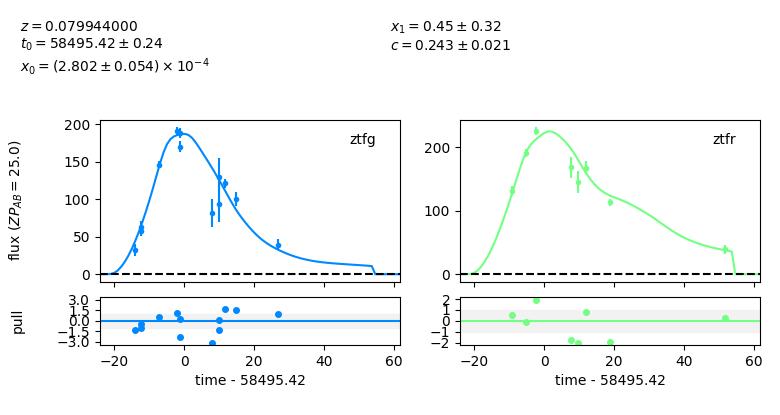 z = 0.079944000
t₀ = 58495.42 ± 0.24
x₀ = (2.802 ± 0.054) × 10⁻⁴
x₁ = 0.45 ± 0.32
c = 0.243 ± 0.021
flux (ZP_AB = 25.0)
200
150
100
50
0
ztfg
200
100
0
ztfr
pull
3.0
1.5
0.0
−1.5
−3.0
2
1
0
−1
−2
−20 0 20 40 60
−20 0 20 40 60
time - 58495.42
time - 58495.42